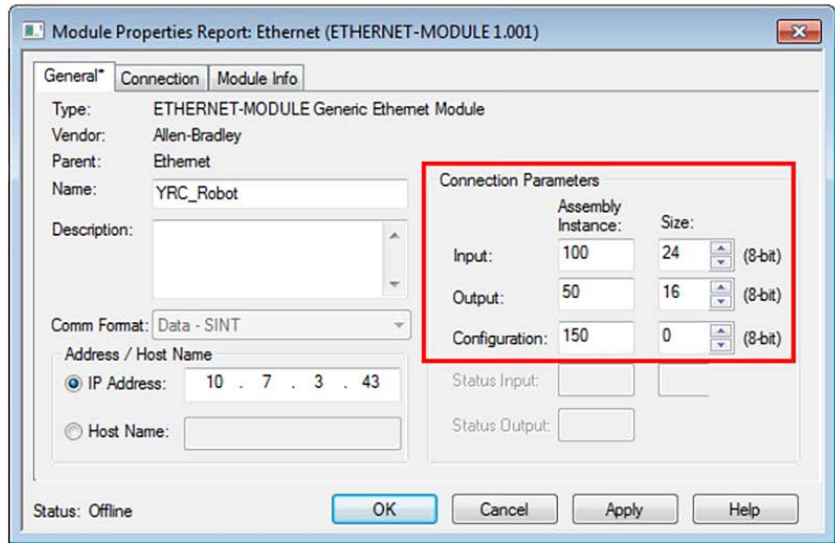 Module Properties Report: Ethernet (ETHERNET-MODULE 1.001)
General* Connection Module Info
Type: ETHERNET-MODULE Generic Ethernet Module
Vendor: Allen-Bradley
Parent: Ethernet
Name: YRC_Robot
Description:
Comm Format: Data - SINT
Address / Host Name
IP Address: 10 . 7 . 3 . 43
Host Name:
Connection Parameters
Assembly
Instance: Size:
Input: 100 24 (8-bit)
Output: 50 16 (8-bit)
Configuration: 150 0 (8-bit)
Status Input:
Status Output:
Status: Offline
OK Cancel Apply Help